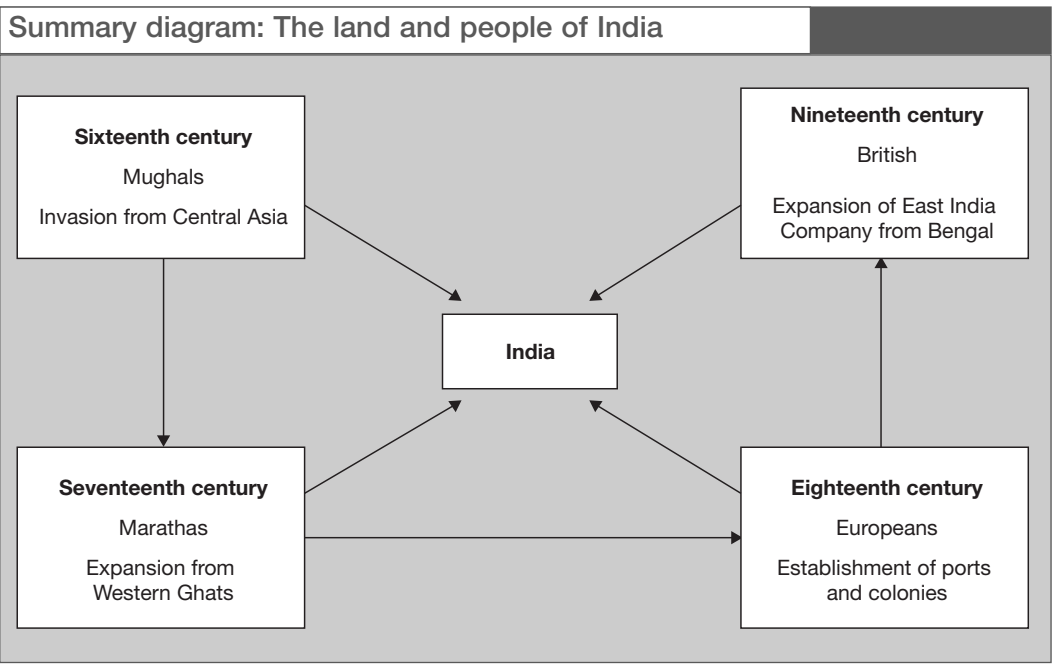 Summary diagram: The land and people of India
Sixteenth century
Mughals
Invasion from Central Asia
Nineteenth century
British
Expansion of East India
Company from Bengal
India
Seventeenth century
Marathas
Expansion from
Western Ghats
Eighteenth century
Europeans
Establishment of ports
and colonies